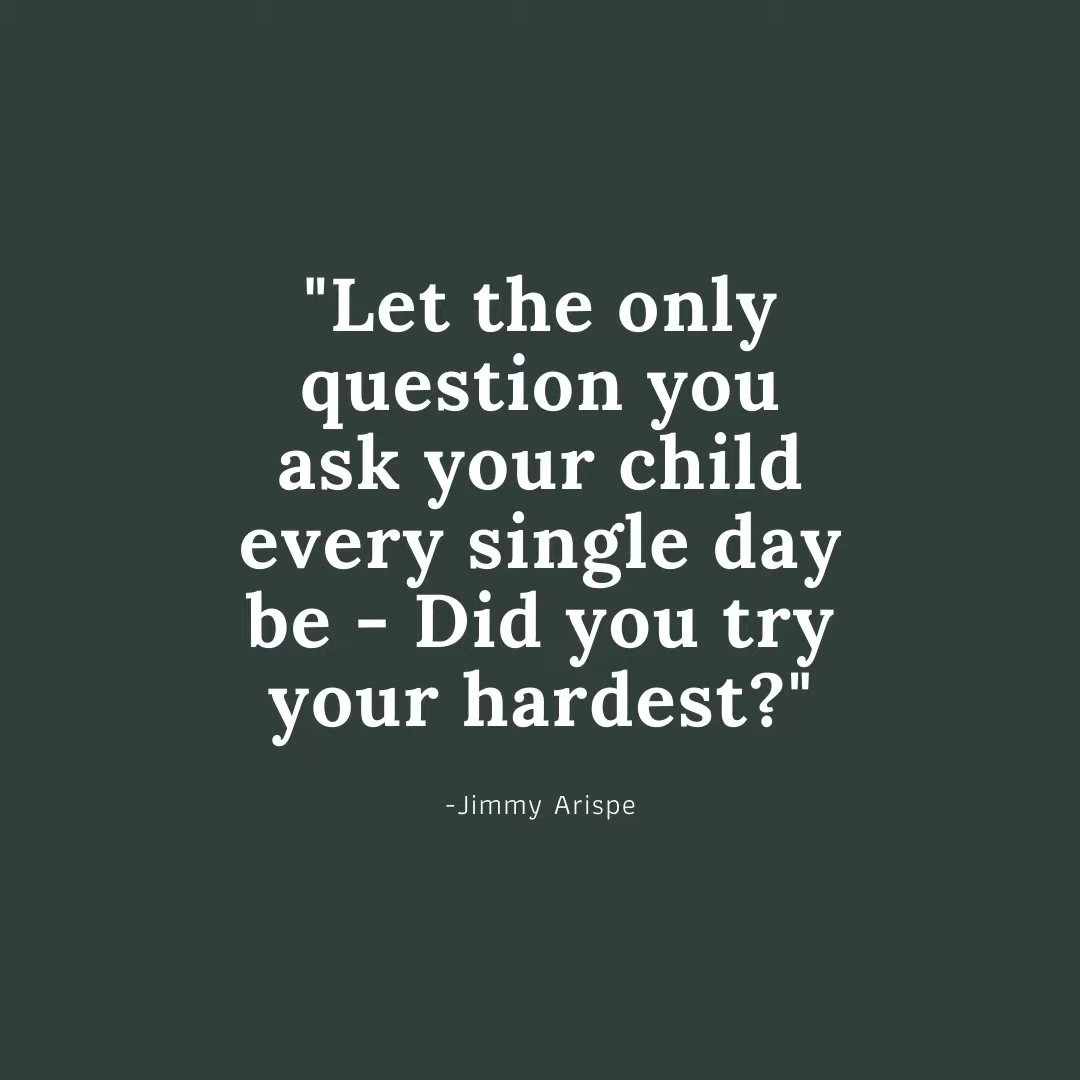 "Let the only
question you
ask your child
every single day
be - Did you try
your hardest?"
-Jimmy Arispe